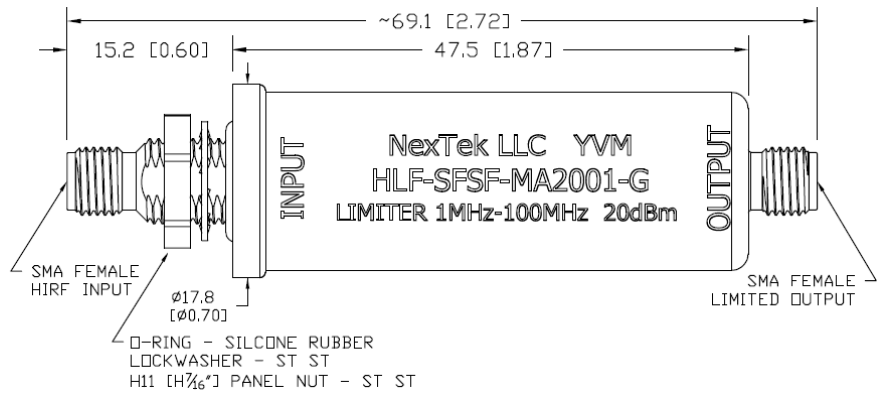 ~69.1 [2.72]
15.2 [0.60]
47.5 [1.87]
INPUT
NexTek LLC YVM
HLF-SFSF-MA2001-G
LIMITER 1MHz-100MHz 20dBm
OUTPUT
SMA FEMALE
HIRF INPUT
Ø17.8
[Ø0.70]
SMA FEMALE
LIMITED OUTPUT
O-RING - SILCONE RUBBER
LOCKWASHER - ST ST
H11 [H7⁄16"] PANEL NUT - ST ST